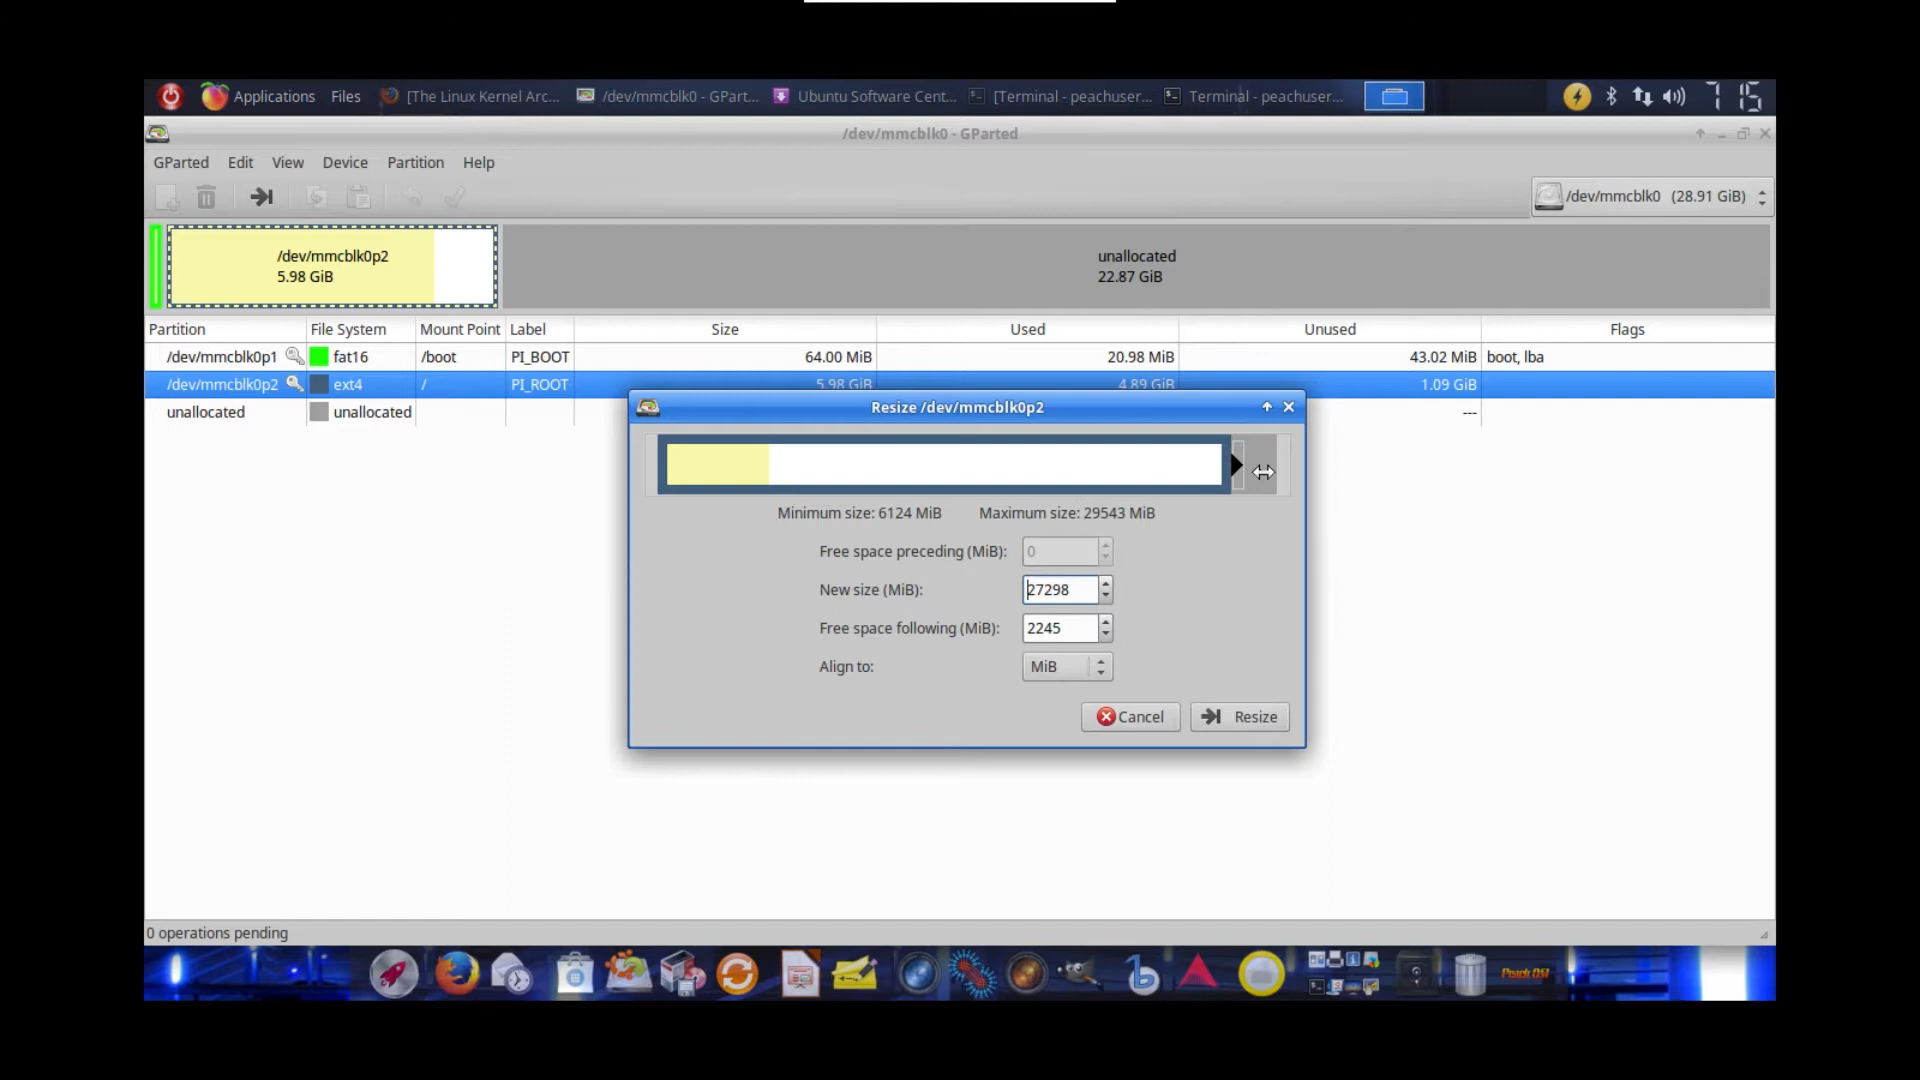 Applications Files [The Linux Kernel Arc... /dev/mmcblk0 - GPart... Ubuntu Software Cent... [Terminal - peachuser... Terminal - peachuser... 7 15
/dev/mmcblk0 - GParted
GParted Edit View Device Partition Help
/dev/mmcblk0 (28.91 GiB)
/dev/mmcblk0p2
5.98 GiB
unallocated
22.87 GiB
Partition File System Mount Point Label Size Used Unused Flags
/dev/mmcblk0p1 fat16 /boot PI_BOOT 64.00 MiB 20.98 MiB 43.02 MiB boot, lba
/dev/mmcblk0p2 ext4 / PI_ROOT 5.98 GiB 4.89 GiB 1.09 GiB
unallocated unallocated ---
Resize /dev/mmcblk0p2
Minimum size: 6124 MiB Maximum size: 29543 MiB
Free space preceding (MiB): 0
New size (MiB): 27298
Free space following (MiB): 2245
Align to: MiB
Cancel Resize
0 operations pending
Peach OSI